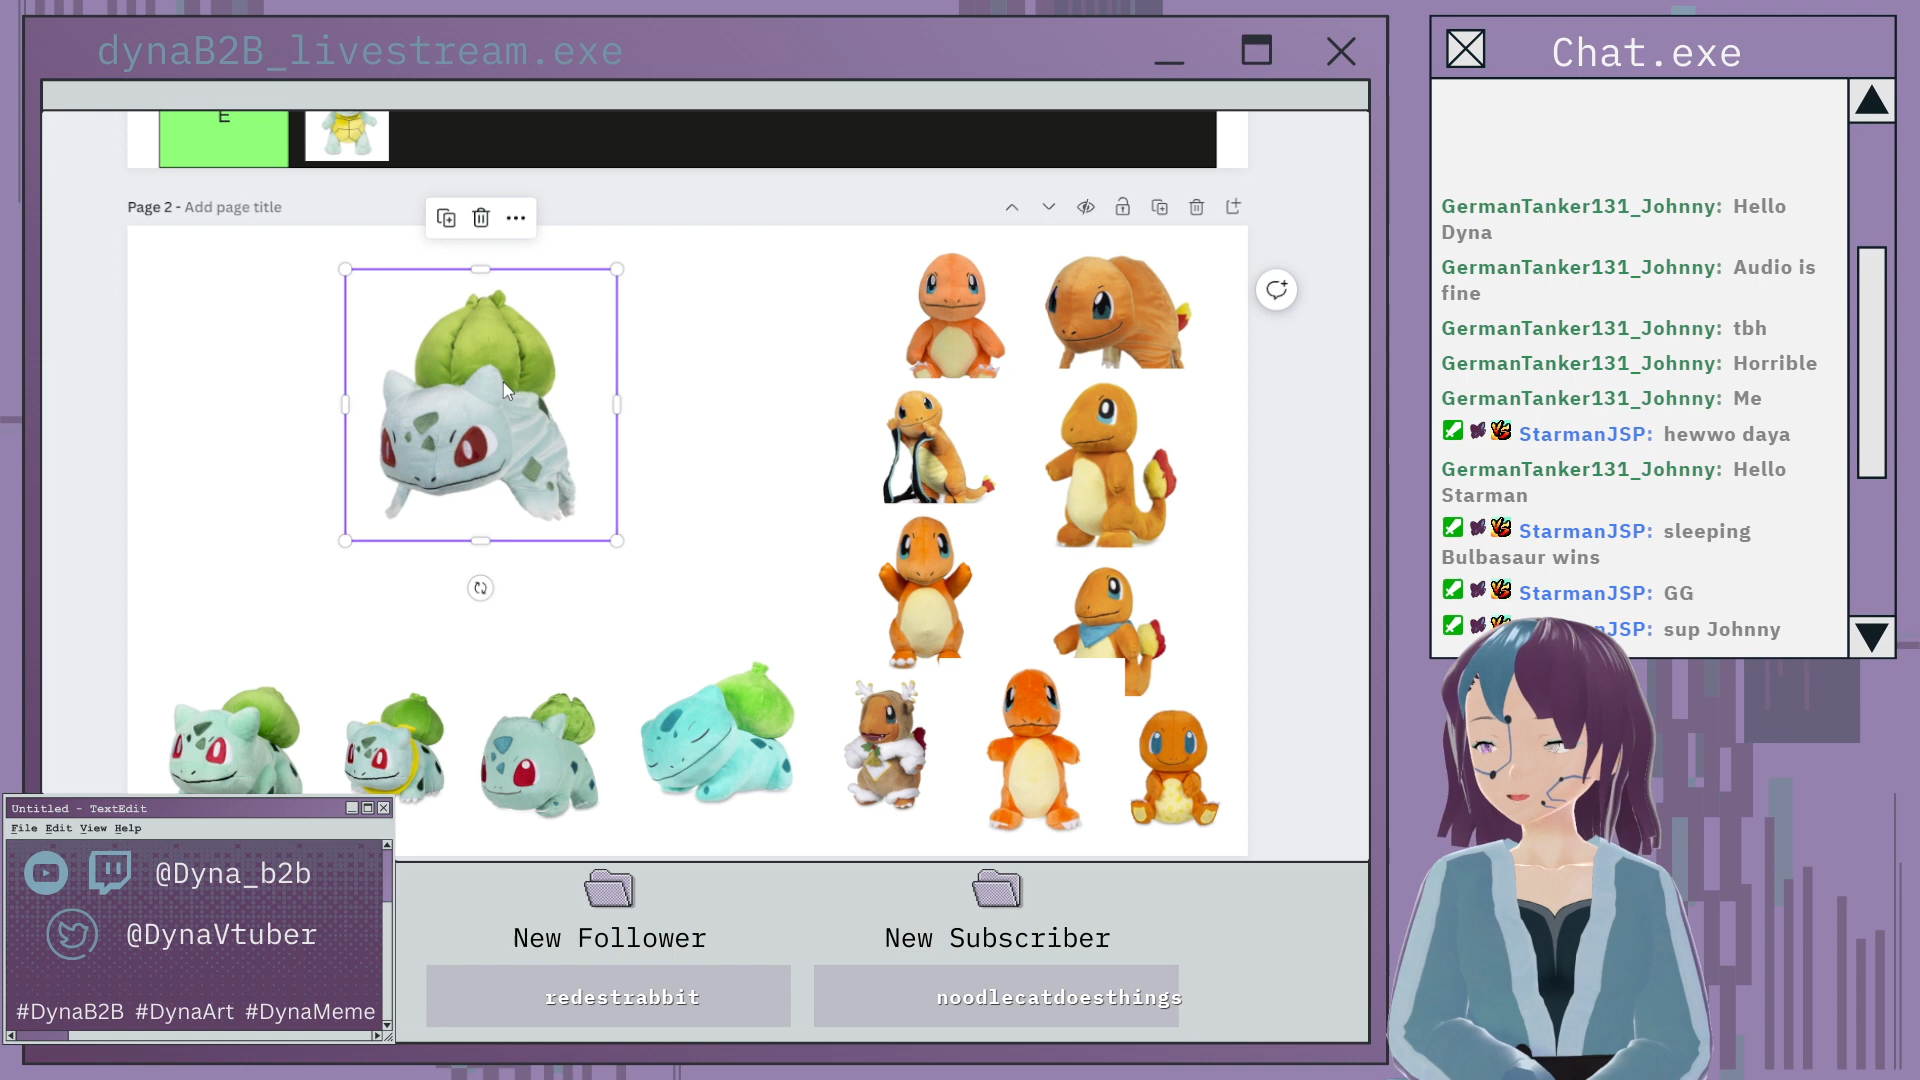 dynaB2B_livestream.exe
E
Page 2 - Add page title
Chat.exe
GermanTanker131_Johnny: Hello
Dyna
GermanTanker131_Johnny: Audio is
fine
GermanTanker131_Johnny: tbh
GermanTanker131_Johnny: Horrible
GermanTanker131_Johnny: Me
StarmanJSP: hewwo daya
GermanTanker131_Johnny: Hello
Starman
StarmanJSP: sleeping
Bulbasaur wins
StarmanJSP: GG
nJSP: sup Johnny
Untitled - TextEdit
File Edit View Help
@Dyna_b2b
@DynaVtuber
#DynaB2B #DynaArt #DynaMeme
New Follower
redestrabbit
New Subscriber
noodlecatdoesthings